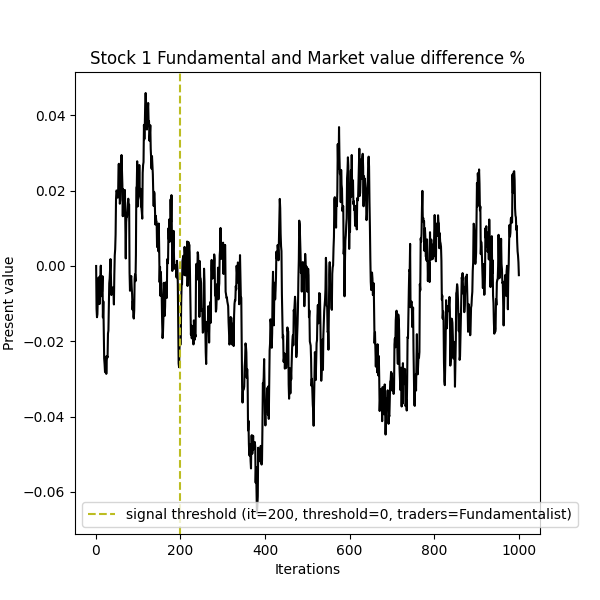 Stock 1 Fundamental and Market value difference %
Present value
0.04
0.02
0.00
−0.02
−0.04
−0.06
signal threshold (it=200, threshold=0, traders=Fundamentalist)
0 200 400 600 800 1000
Iterations